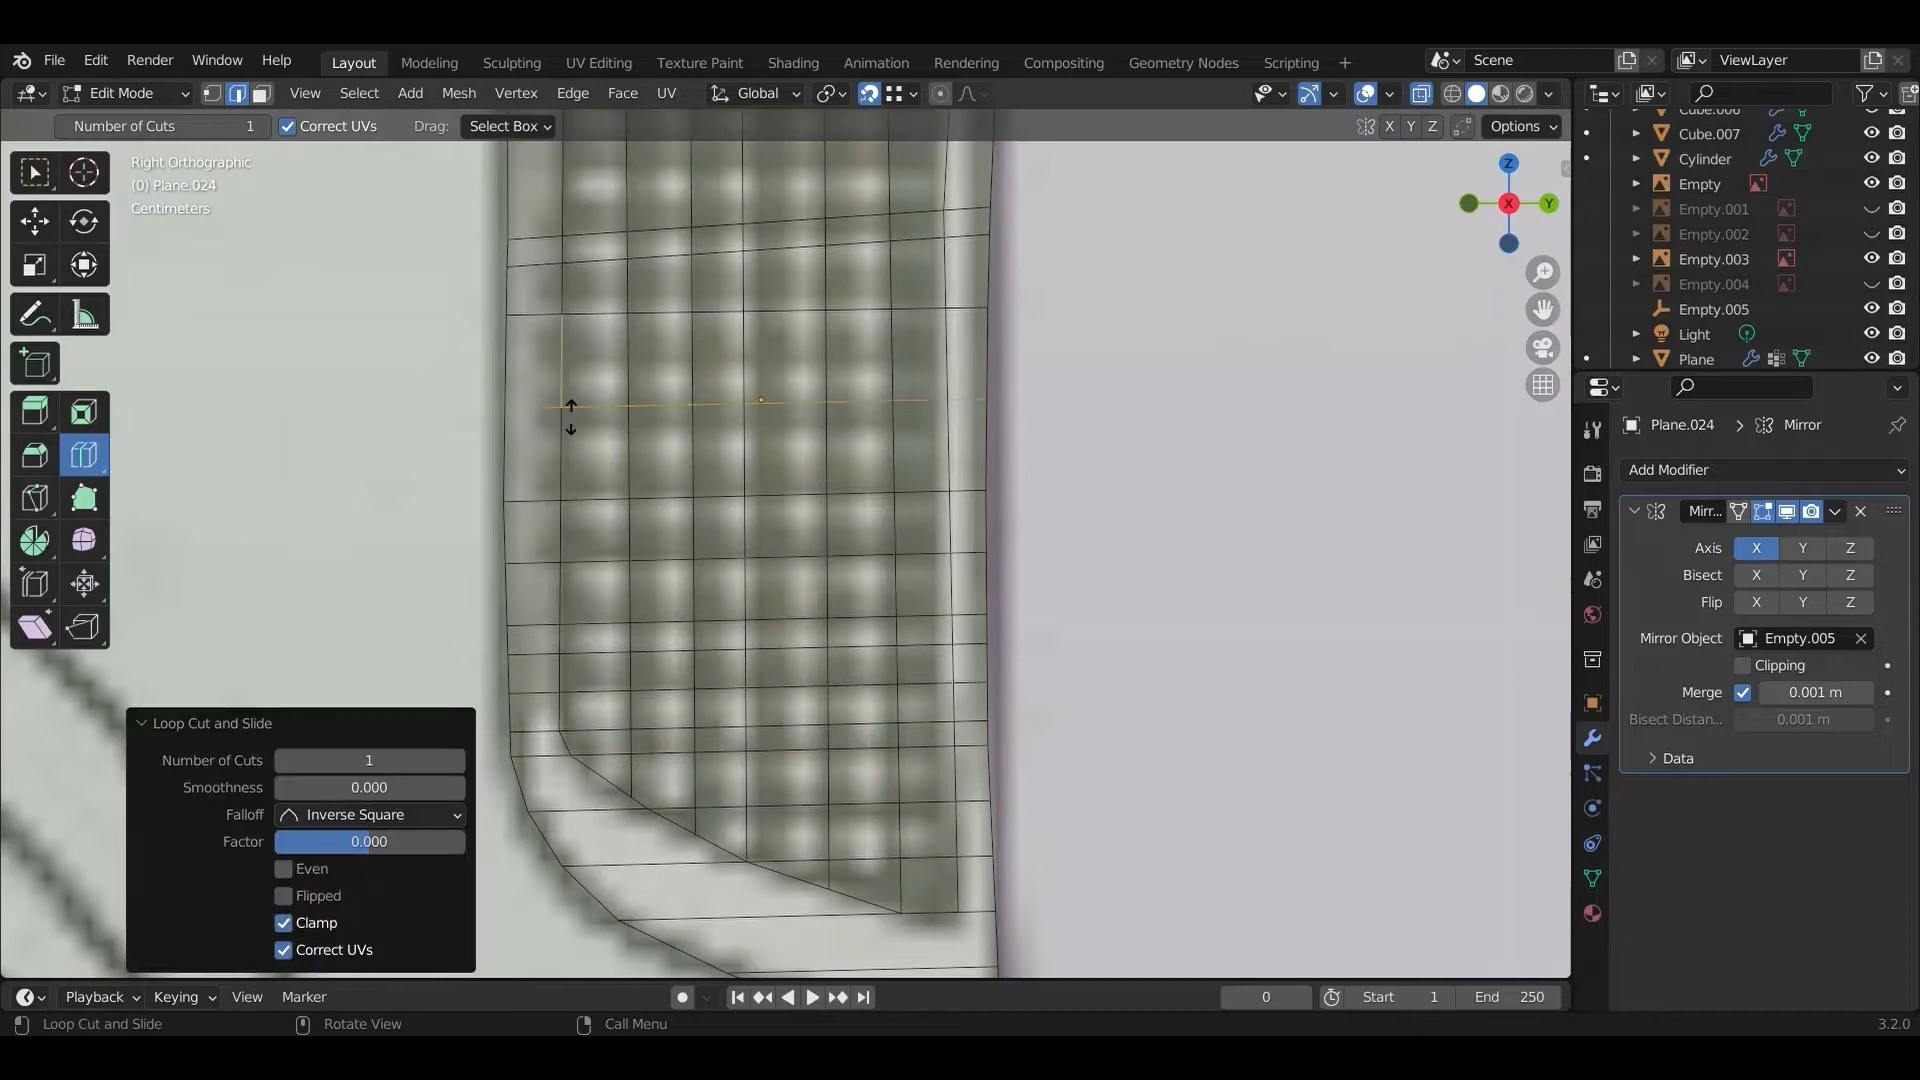 File Edit Render Window Help Layout Modeling Sculpting UV Editing Texture Paint Shading Animation Rendering Compositing Geometry Nodes Scripting + Scene ViewLayer
Edit Mode View Select Add Mesh Vertex Edge Face UV Global
Number of Cuts 1 Correct UVs Drag: Select Box X Y Z Options
Right Orthographic
(0) Plane.024
Centimeters
Z
X
Y
Cube.006
Cube.007
Cylinder
Empty
Empty.001
Empty.002
Empty.003
Empty.004
Empty.005
Light
Plane
Plane.024 Mirror
Add Modifier
Mirr...
Axis X Y Z
Bisect X Y Z
Flip X Y Z
Mirror Object Empty.005
Clipping
Merge 0.001 m
Bisect Distan... 0.001 m
Data
Loop Cut and Slide
Number of Cuts 1
Smoothness 0.000
Falloff Inverse Square
Factor 0.000
Even
Flipped
Clamp
Correct UVs
Playback Keying View Marker 0 Start 1 End 250
Loop Cut and Slide Rotate View Call Menu 3.2.0